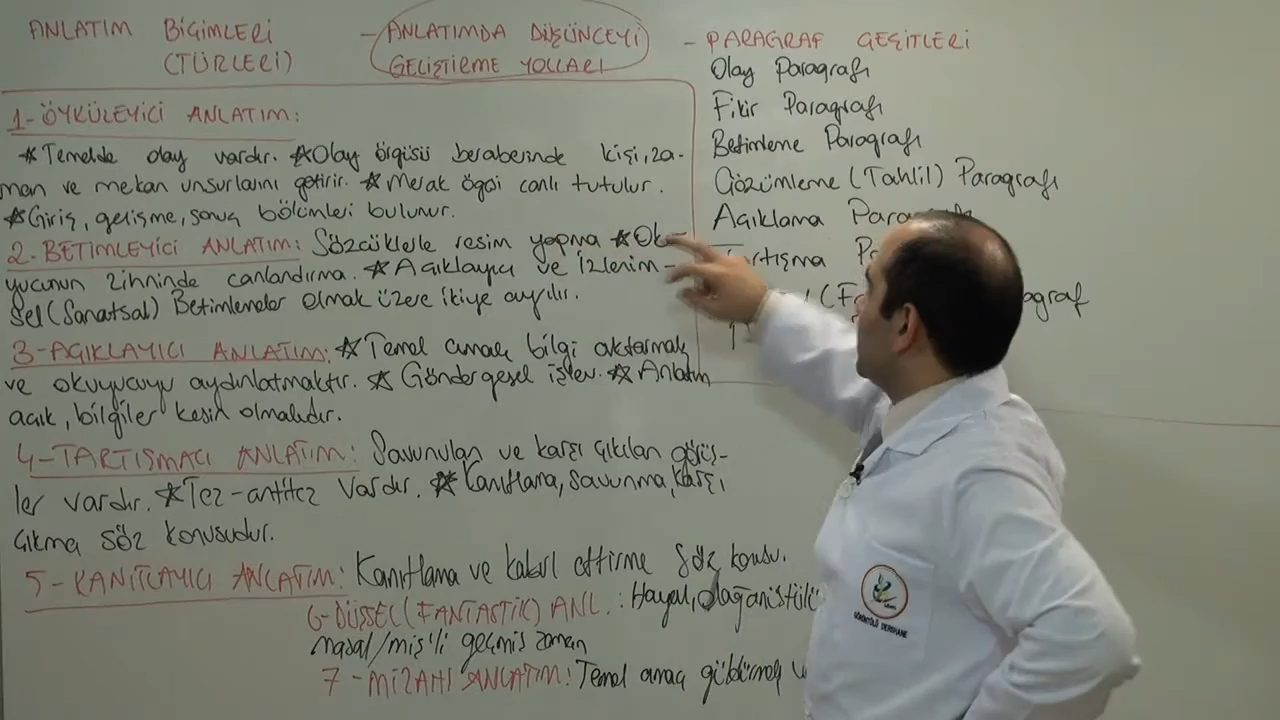 ANLATIM BİÇİMLERİ
(TÜRLERİ)
- ANLATIMDA DÜŞÜNCEYİ
GELİŞTİRME YOLLARI
1- ÖYKÜLEYİCİ ANLATIM:
* Temelde olay vardır. * Olay örgüsü beraberinde kişi, za-
man ve mekan unsurlarını getirir. * Merak ögesi canlı tutulur.
* Giriş, gelişme, sonuç bölümleri bulunur.
2. BETİMLEYİCİ ANLATIM: Sözcüklerle resim yapma * Oku-
yucunun zihninde canlandırma. * Açıklayıcı ve İzlenim-
sel (Sanatsal) Betimlemeler olmak üzere ikiye ayrılır.
3- AÇIKLAYICI ANLATIM: * Temel amaç bilgi aktarmak
ve okuyucuyu aydınlatmaktır. * Göndergesel işlev. * Anlatım
açık, bilgiler kesin olmalıdır.
4- TARTIŞMACI ANLATIM: Savunulan ve karşı çıkılan görüş-
ler vardır. * Tez-antitez vardır. * Kanıtlama, savunma, karşı
çıkma söz konusudur.
5- KANITLAYICI ANLATIM: Kanıtlama ve kabul ettirme söz konusu.
6- DÜŞSEL (FANTASTİK) ANL.: Hayal, olağanüstülü
masal/miş'li geçmiş zaman
7- MİZAHİ ANLATIM: Temel amaç güldürmek
- PARAGRAF ÇEŞİTLERİ
Olay Paragrafı
Fikir Paragrafı
Betimleme Paragrafı
Çözümleme (Tahlil) Paragrafı
Açıklama
Tartışma
GÖRÜNTÜLÜ DERSHANE